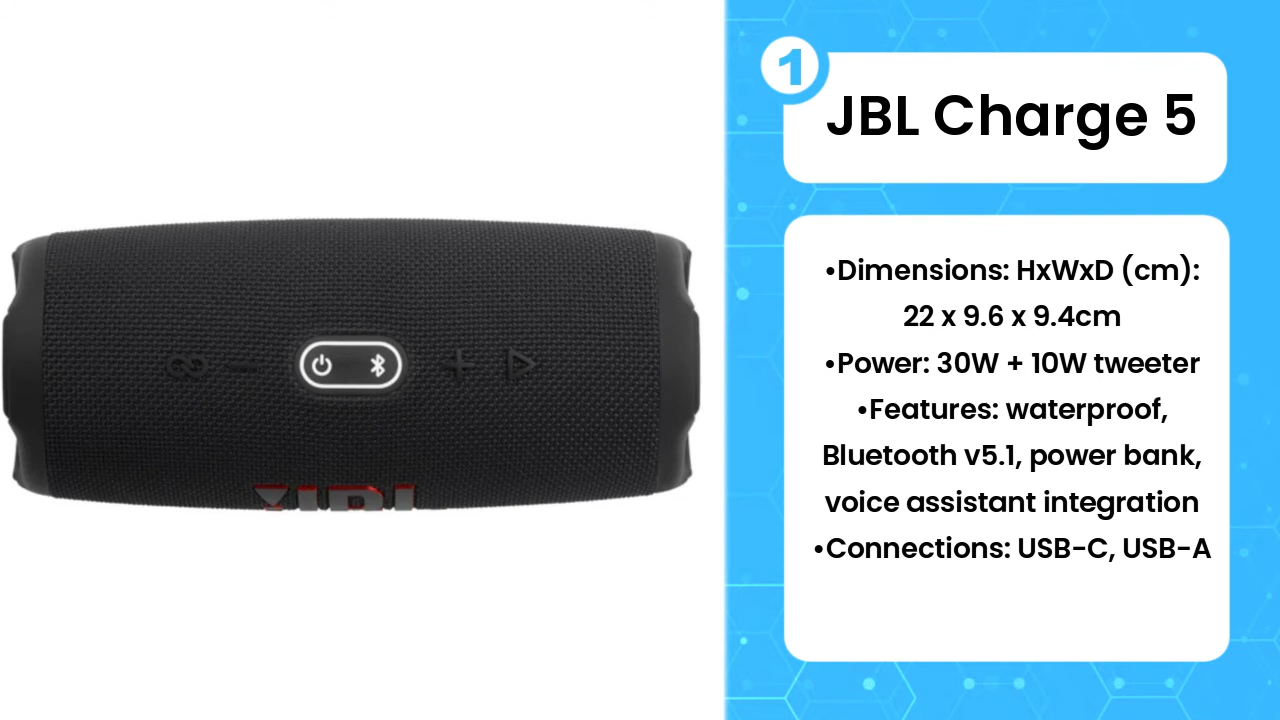 1
JBL Charge 5
•Dimensions: HxWxD (cm):
22 x 9.6 x 9.4cm
•Power: 30W + 10W tweeter
•Features: waterproof,
Bluetooth v5.1, power bank,
voice assistant integration
•Connections: USB-C, USB-A